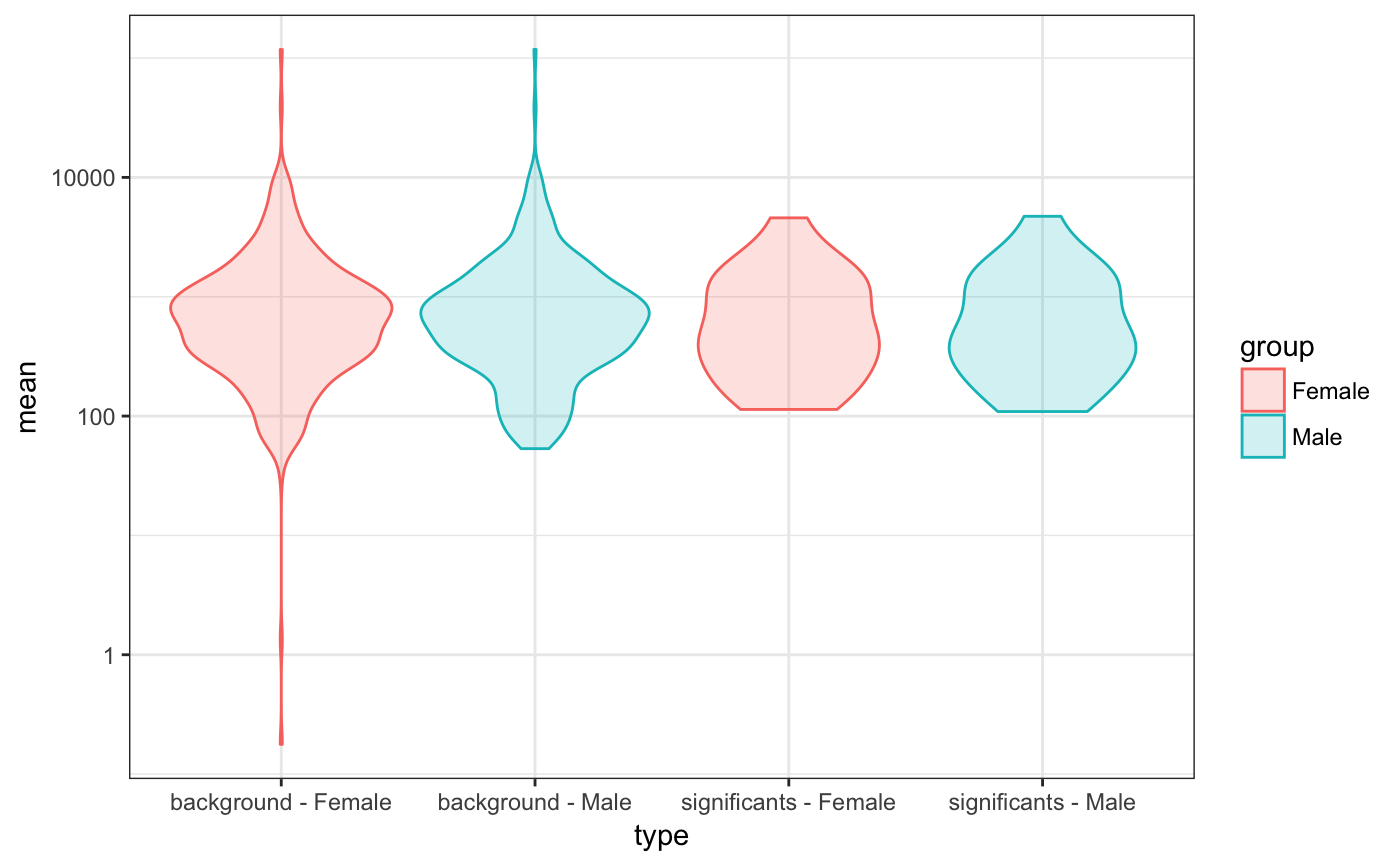 10000
100
1
mean
background - Female
background - Male
significants - Female
significants - Male
type
group
Female
Male